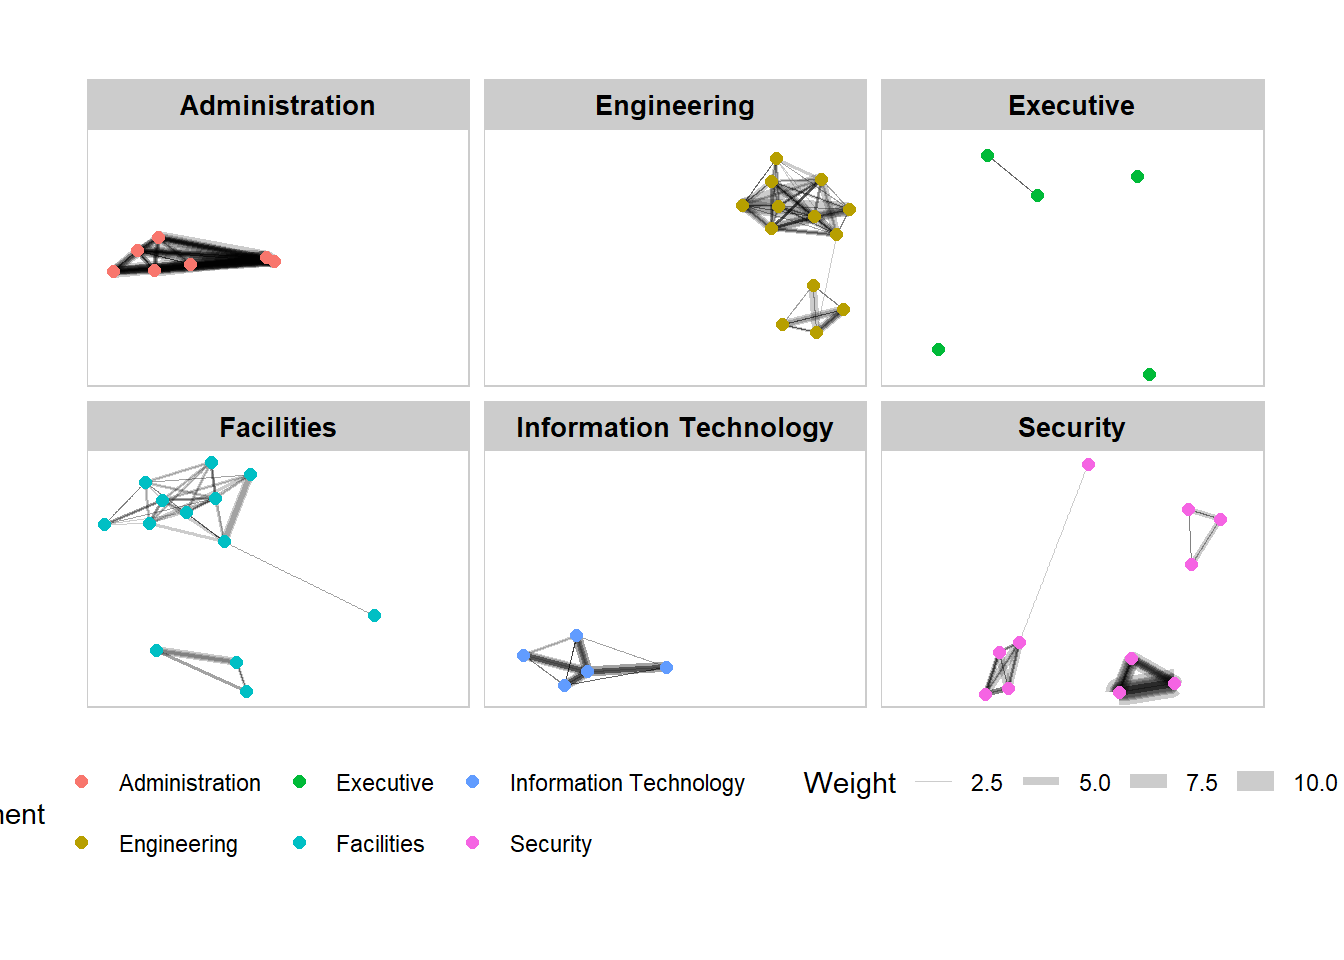 Administration
Engineering
Executive
Facilities
Information Technology
Security
Administration
Executive
Information Technology
Weight
2.5
5.0
7.5
10.0
Engineering
Facilities
Security